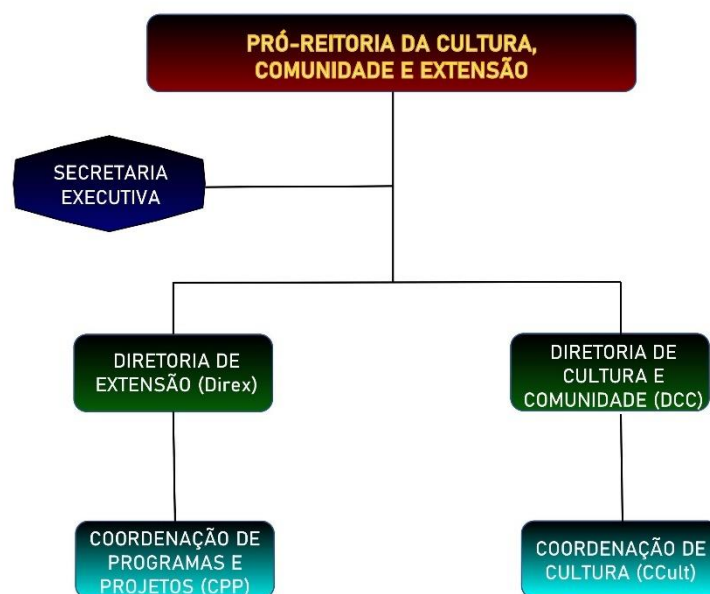 PRÓ-REITORIA DA CULTURA,
COMUNIDADE E EXTENSÃO
SECRETARIA
EXECUTIVA
DIRETORIA DE
EXTENSÃO (Direx)
DIRETORIA DE
CULTURA E
COMUNIDADE (DCC)
COORDENAÇÃO DE
PROGRAMAS E
PROJETOS (CPP)
COORDENAÇÃO DE
CULTURA (CCult)